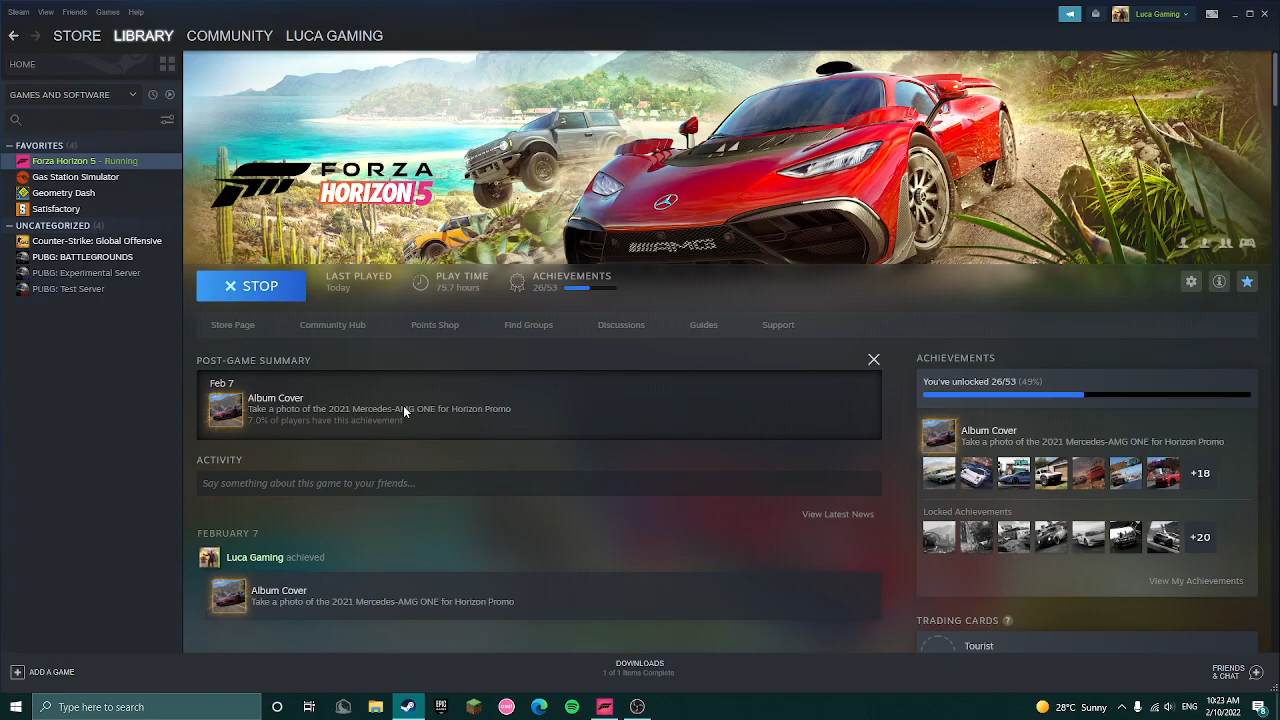 Steam View Friends Games Help
Luca Gaming
STORE LIBRARY COMMUNITY LUCA GAMING
HOME
GAMES AND SOFTWARE
FAVORITES (4)
Forza Horizon 5 - Running
Gas Station Simulator
Geometry Dash
Satisfactory
UNCATEGORIZED (4)
Counter-Strike: Global Offensive
PUBG: BATTLEGROUNDS
PUBG: Experimental Server
PUBG: Test Server
FORZA
HORIZON 5
AMG
STOP
LAST PLAYED
Today
PLAY TIME
75.7 hours
ACHIEVEMENTS
26/53
Store Page Community Hub Points Shop Find Groups Discussions Guides Support
POST-GAME SUMMARY
Feb 7
Album Cover
Take a photo of the 2021 Mercedes-AMG ONE for Horizon Promo
7.0% of players have this achievement
ACTIVITY
Say something about this game to your friends...
View Latest News
FEBRUARY 7
Luca Gaming achieved
Album Cover
Take a photo of the 2021 Mercedes-AMG ONE for Horizon Promo
ACHIEVEMENTS
You've unlocked 26/53 (49%)
Album Cover
Take a photo of the 2021 Mercedes-AMG ONE for Horizon Promo
+18
Locked Achievements
+20
View My Achievements
TRADING CARDS ?
Tourist
ADD A GAME
DOWNLOADS
1 of 1 Items Complete
FRIENDS
& CHAT
Type here to search
EPIC
osu!
28°C Sunny
10:23 AM
2/10/2022
8